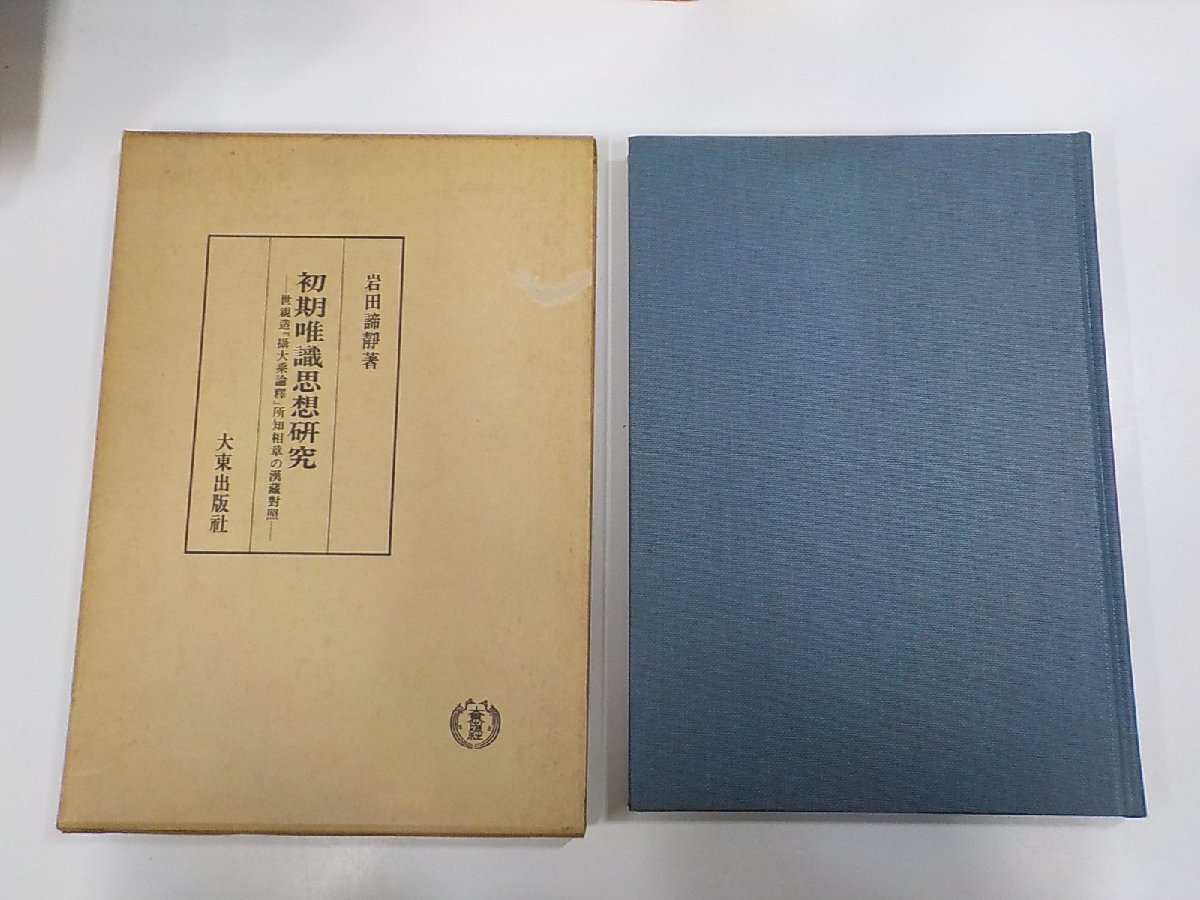 岩田諦靜著
初期唯識思想研究
―世親造『攝大乘論釋』所知相章の漢藏對照―
大東出版社